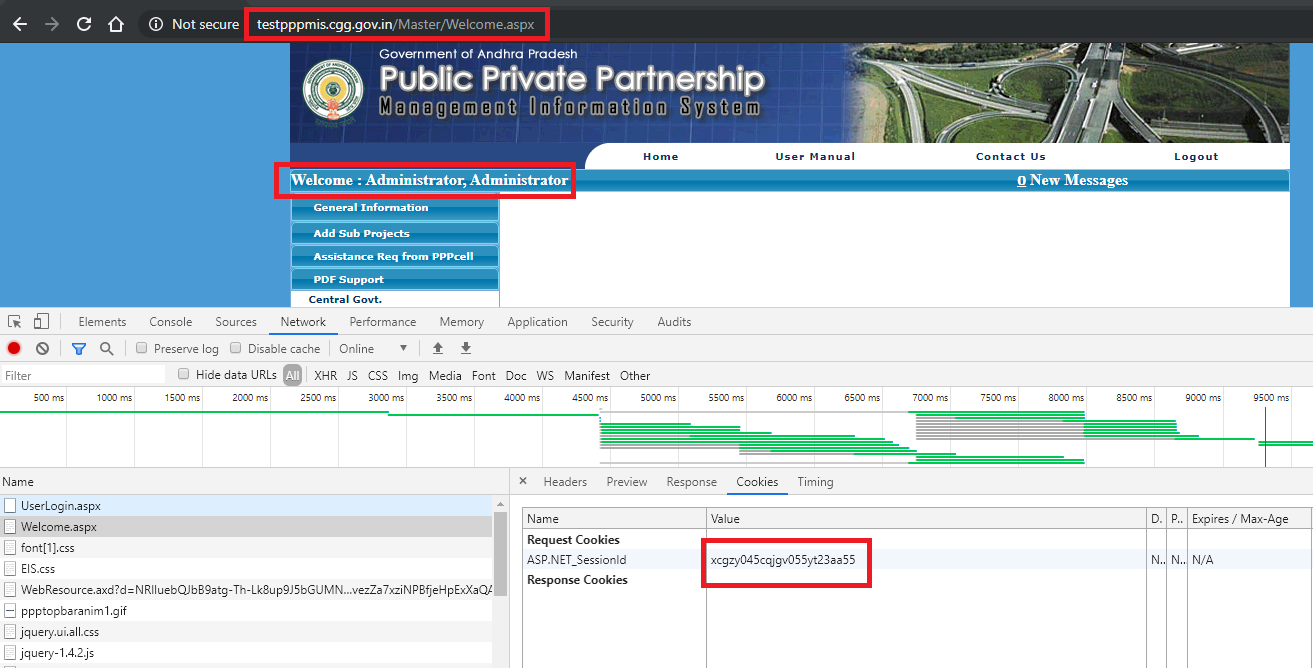 Not secure testpppmis.cgg.gov.in/Master/Welcome.aspx
Government of Andhra Pradesh
Public Private Partnership
Management Information System
Home User Manual Contact Us Logout
Welcome : Administrator, Administrator 0 New Messages
General Information
Add Sub Projects
Assistance Req from PPPcell
PDF Support
Central Govt.
Elements Console Sources Network Performance Memory Application Security Audits
Preserve log Disable cache Online
Filter Hide data URLs All XHR JS CSS Img Media Font Doc WS Manifest Other
500 ms 1000 ms 1500 ms 2000 ms 2500 ms 3000 ms 3500 ms 4000 ms 4500 ms 5000 ms 5500 ms 6000 ms 6500 ms 7000 ms 7500 ms 8000 ms 8500 ms 9000 ms 9500 ms
Name × Headers Preview Response Cookies Timing
UserLogin.aspx
Welcome.aspx
font[1].css
EIS.css
WebResource.axd?d=NRlIuebQJbB9atg-Th-Lk8up9J5bGUMN…vezZa7xziNPBfjeHpExXaQA
ppptopbaranim1.gif
jquery.ui.all.css
jquery-1.4.2.js
Name Value D. P.. Expires / Max-Age
Request Cookies
ASP.NET_SessionId xcgzy045cqjgv055yt23aa55 N.. N.. N/A
Response Cookies